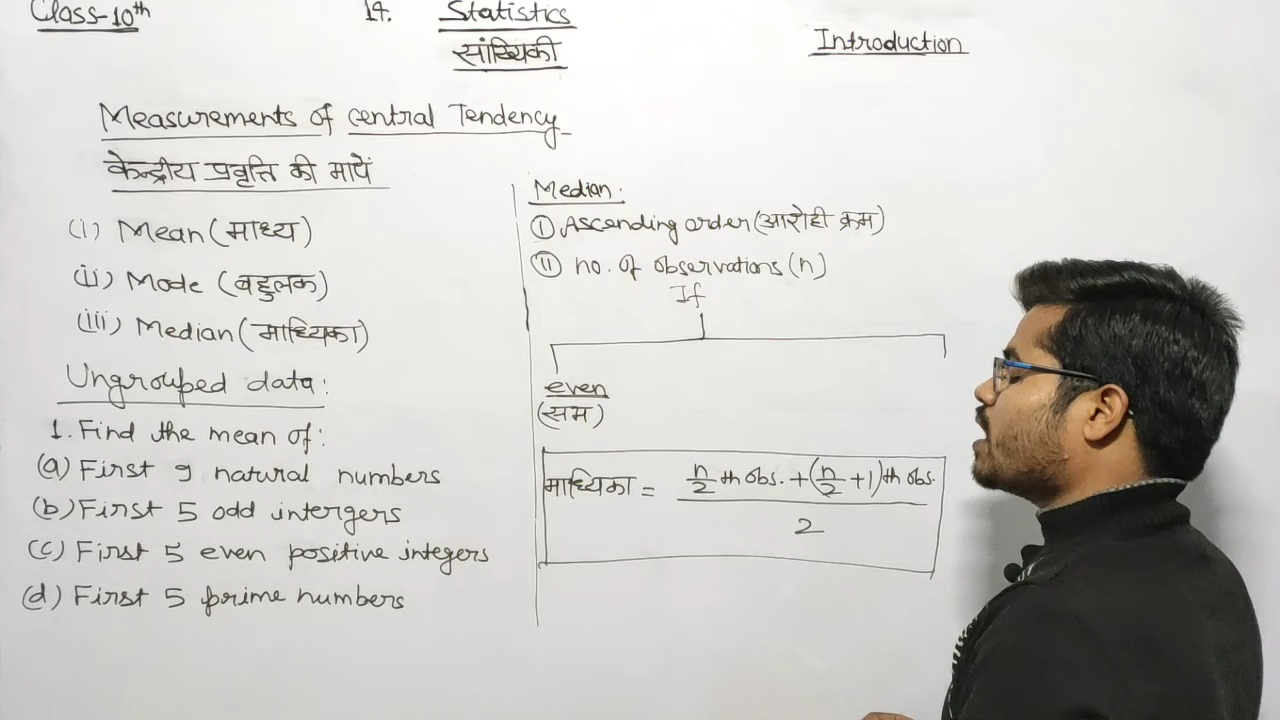 Class-10th
14. Statistics
सांख्यिकी
Introduction
Measurements of central Tendency
केन्द्रीय प्रवृत्ति की मापें
(i) Mean (माध्य)
(ii) Mode (बहुलक)
(iii) Median (माध्यिका)
Ungrouped data:
1. Find the mean of:
(a) First 9 natural numbers
(b) First 5 odd intergers
(c) First 5 even positive integers
(d) First 5 prime numbers
Median:
(I) Ascending order (आरोही क्रम)
(II) no. of observations (n)
If
even
(सम)
माध्यिका = n/2 th obs. + (n/2 + 1) th obs. / 2